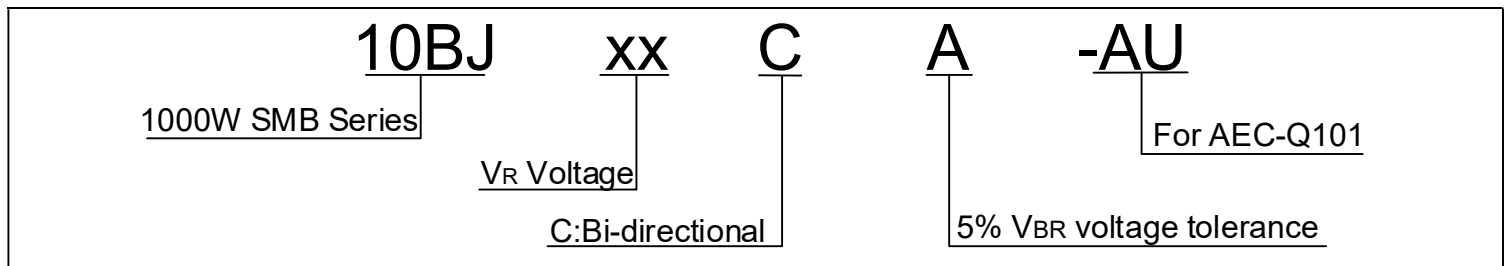 10BJ xx C A -AU
1000W SMB Series
For AEC-Q101
VR Voltage
C:Bi-directional
5% VBR voltage tolerance